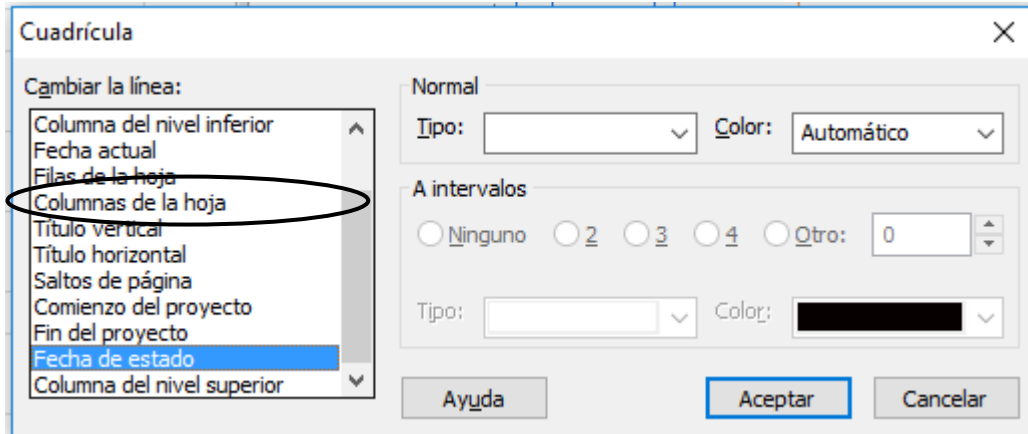 Cuadrícula
Cambiar la línea:
Columna del nivel inferior
Fecha actual
Filas de la hoja
Columnas de la hoja
Título vertical
Título horizontal
Saltos de página
Comienzo del proyecto
Fin del proyecto
Fecha de estado
Columna del nivel superior
Normal
Tipo: Color: Automático
A intervalos
Ninguno 2 3 4 Otro: 0
Tipo: Color:
Ayuda Aceptar Cancelar